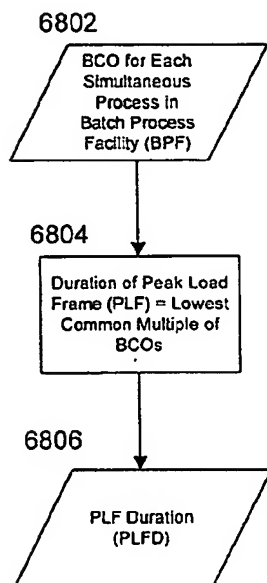 6802
BCO for Each
Simultaneous
Process in
Batch Process
Facility (BPF)
6804
Duration of Peak Load
Frame (PLF) = Lowest
Common Multiple of
BCOs
6806
PLF Duration
(PLFD)